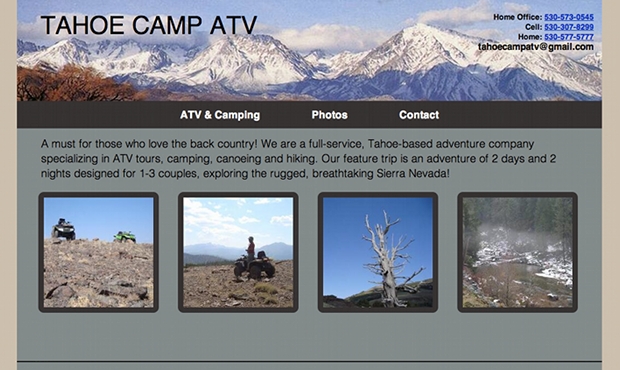 TAHOE CAMP ATV
Home Office: 530-573-0545
Cell: 530-307-8299
Home: 530-577-5777
tahoecampatv@gmail.com
ATV & Camping Photos Contact
A must for those who love the back country! We are a full-service, Tahoe-based adventure company
specializing in ATV tours, camping, canoeing and hiking. Our feature trip is an adventure of 2 days and 2
nights designed for 1-3 couples, exploring the rugged, breathtaking Sierra Nevada!